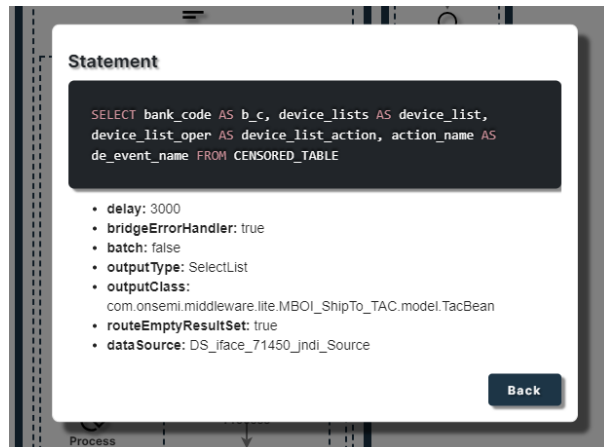 Statement
SELECT bank_code AS b_c, device_lists AS device_list,
device_list_oper AS device_list_action, action_name AS
de_event_name FROM CENSORED_TABLE
• delay: 3000
• bridgeErrorHandler: true
• batch: false
• outputType: SelectList
• outputClass:
com.onsemi.middleware.lite.MBOI_ShipTo_TAC.model.TacBean
• routeEmptyResultSet: true
• dataSource: DS_iface_71450_jndi_Source
Back
Process
Process